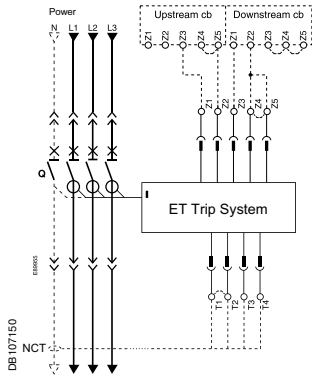 Power
N L1 L2 L3
Upstream cb Downstream cb
Z1 Z2 Z3 Z4 Z5 Z1 Z2 Z3 Z4 Z5
Z1 Z2 Z3 Z4 Z5
Q
I
ET Trip System
E89955
T1 T2 T3 T4
NCT
DB107150